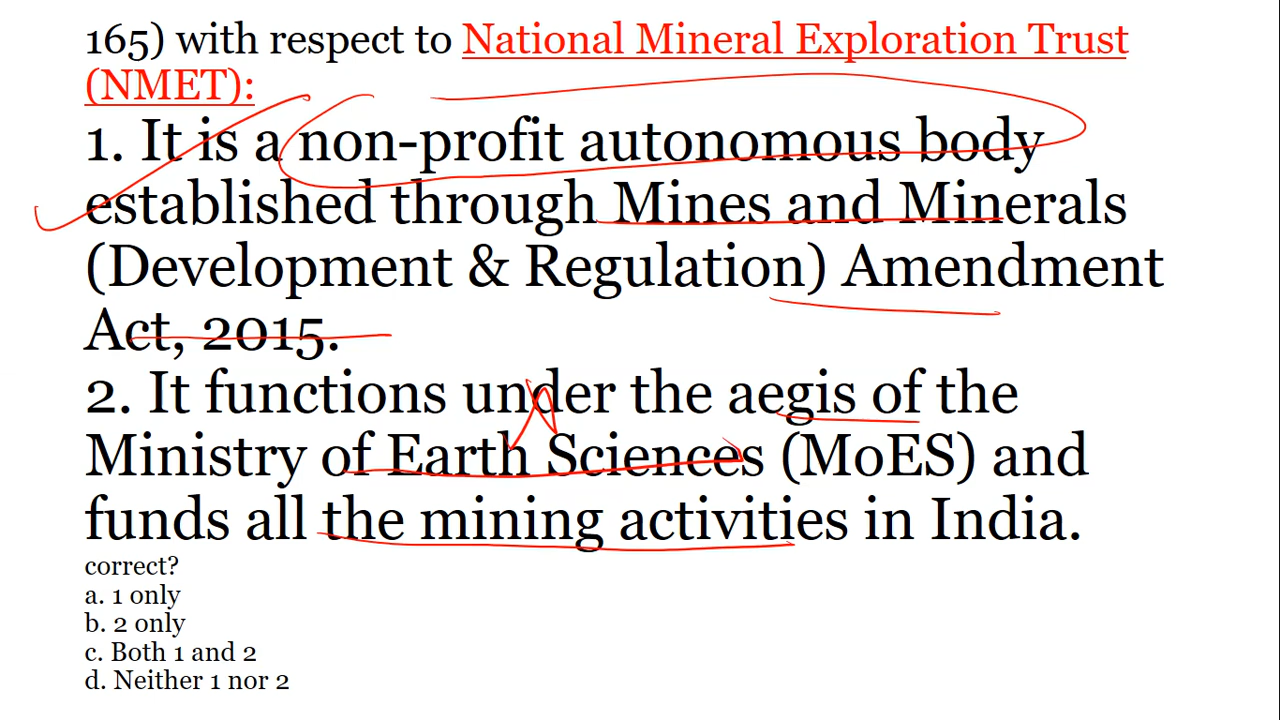 165) with respect to National Mineral Exploration Trust
(NMET):
1. It is a non-profit autonomous body
established through Mines and Minerals
(Development & Regulation) Amendment
Act, 2015.
2. It functions under the aegis of the
Ministry of Earth Sciences (MoES) and
funds all the mining activities in India.
correct?
a. 1 only
b. 2 only
c. Both 1 and 2
d. Neither 1 nor 2